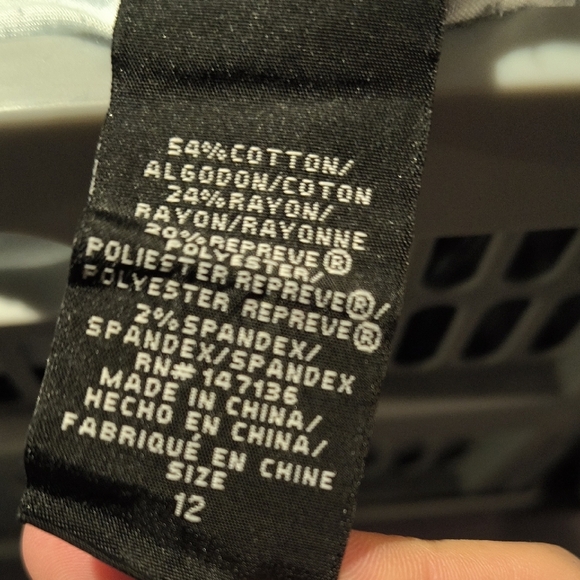 54%COTTON/
ALGODON/COTON
24%RAYON/
RAYON/RAYONNE
20%REPREVE®
POLYESTER/
POLIESTER REPREVE®/
POLYESTER REPREVE®
2%SPANDEX/
SPANDEX/SPANDEX
RN#147136
MADE IN CHINA/
HECHO EN CHINA/
FABRIQUÉ EN CHINE
SIZE
12